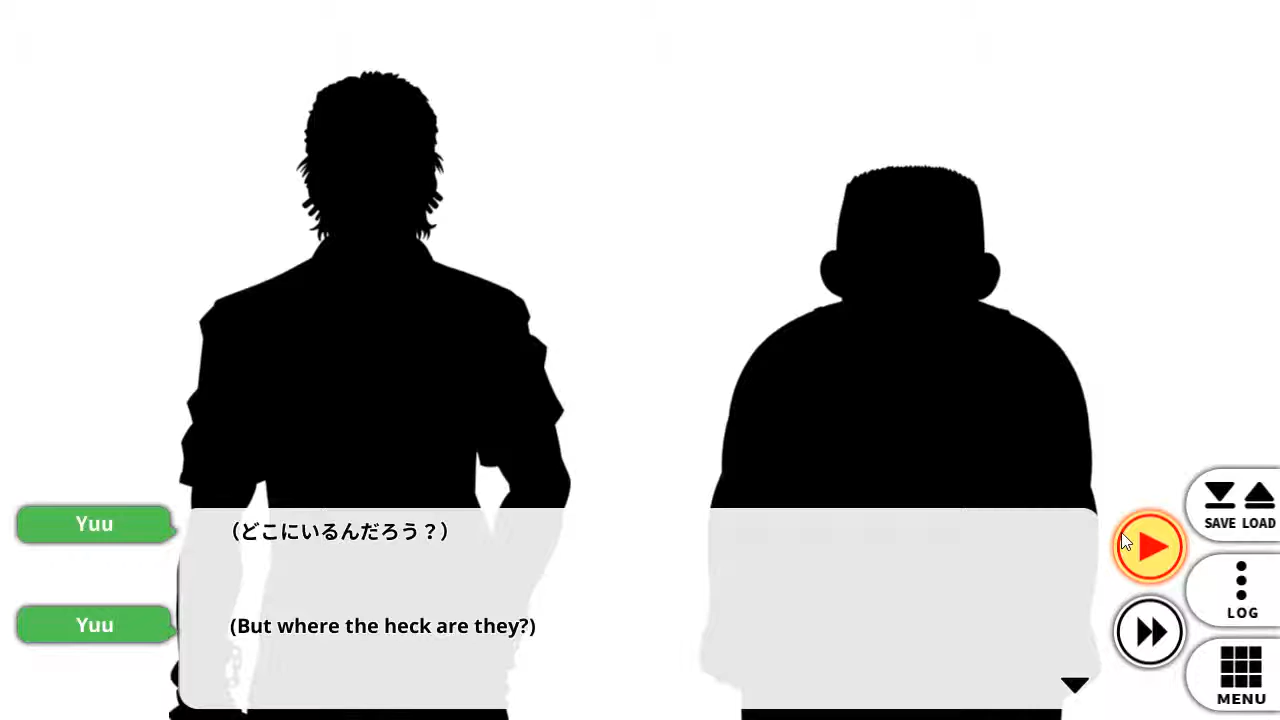 Yuu
（どこにいるんだろう？）
Yuu
(But where the heck are they?)
SAVE LOAD
LOG
MENU